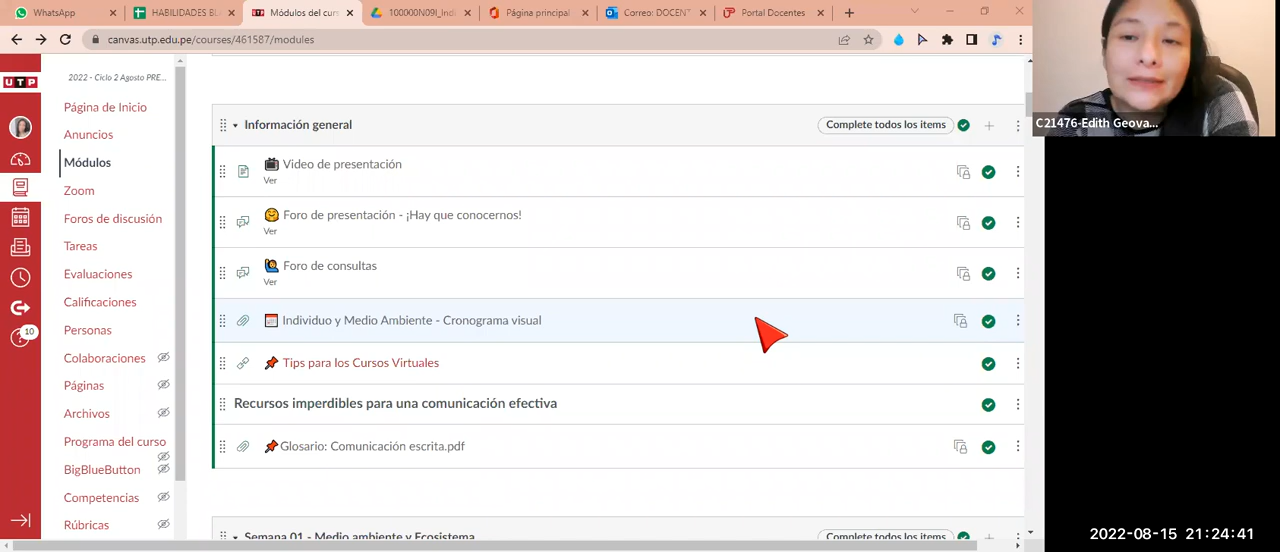 WhatsApp
HABILIDADES BL
Módulos del curs
100000N09I_Indi
Página principal
Correo: DOCENT
Portal Docentes
canvas.utp.edu.pe/courses/461587/modules
UTP
10
2022 - Ciclo 2 Agosto PRE...
Página de Inicio
Anuncios
Módulos
Zoom
Foros de discusión
Tareas
Evaluaciones
Calificaciones
Personas
Colaboraciones
Páginas
Archivos
Programa del curso
BigBlueButton
Competencias
Rúbricas
Información general
Complete todos los items
Video de presentación
Ver
Foro de presentación - ¡Hay que conocernos!
Ver
Foro de consultas
Ver
Individuo y Medio Ambiente - Cronograma visual
Tips para los Cursos Virtuales
Recursos imperdibles para una comunicación efectiva
Glosario: Comunicación escrita.pdf
Semana 01 - Medio ambiente y Ecosistema
Complete todos los items
C21476-Edith Geova...
2022-08-15 21:24:41